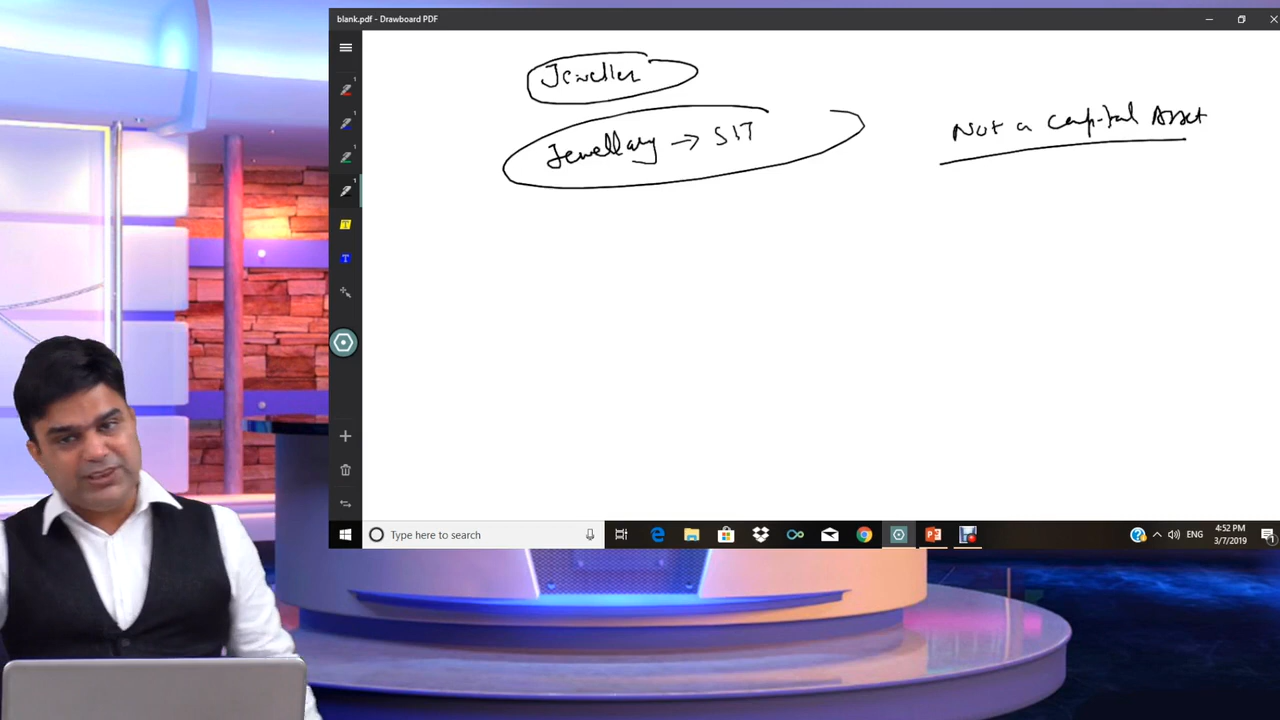 blank.pdf - Drawboard PDF
Jeweller
Jewellary → SIT
Not a Capital Asset
Type here to search
ENG
4:52 PM
3/7/2019